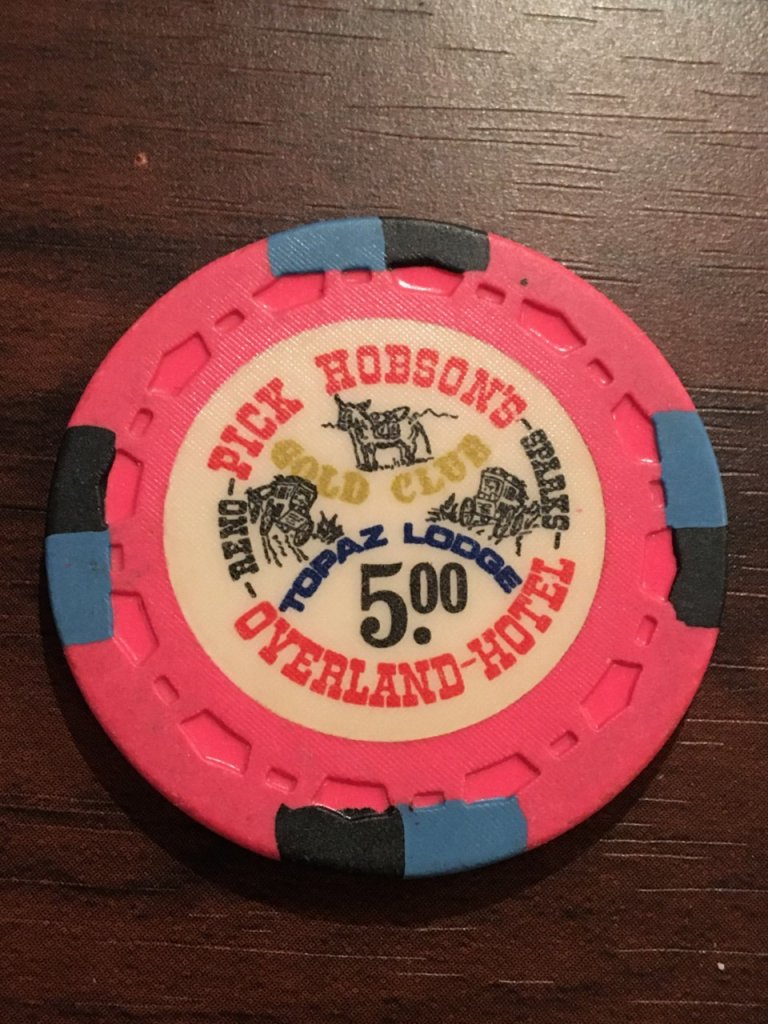 PICK HOBSON'S
GOLD CLUB
-RENO-
-SPARKS-
TOPAZ LODGE
5.00
OVERLAND-HOTEL